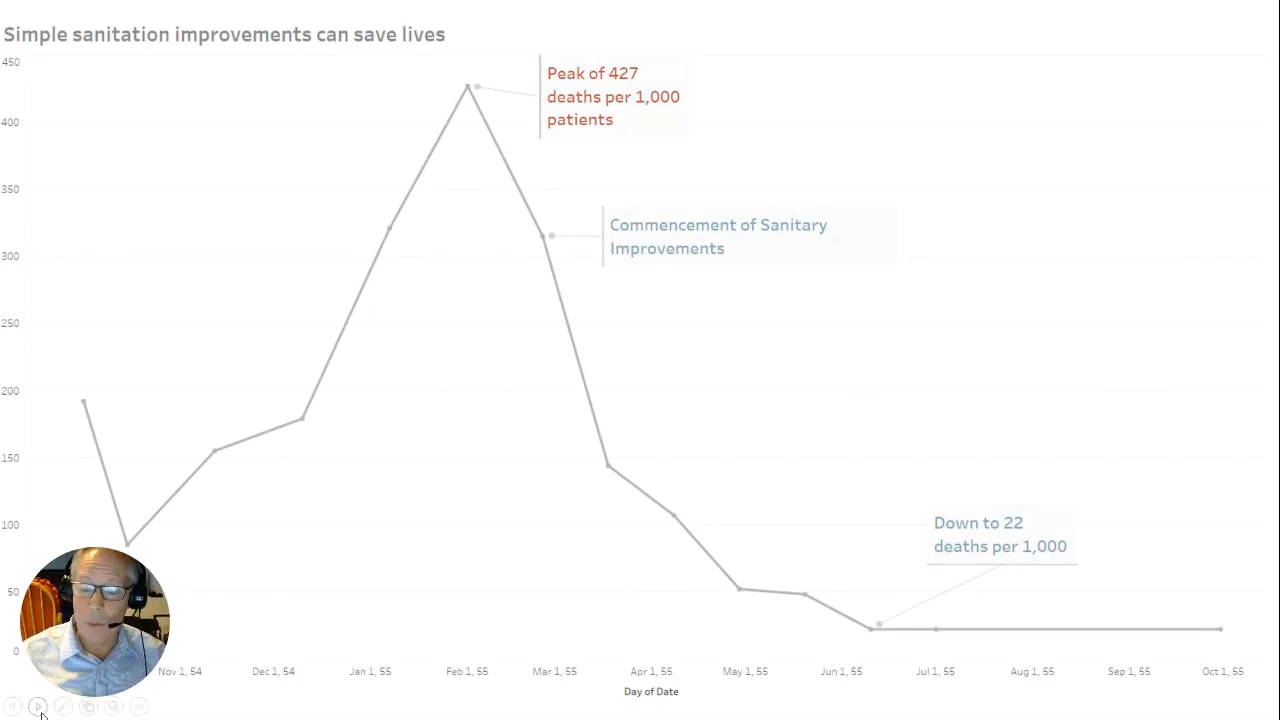 Simple sanitation improvements can save lives
450
Peak of 427
deaths per 1,000
patients
400
350
Commencement of Sanitary
Improvements
300
250
200
150
100
Down to 22
deaths per 1,000
50
0
Nov 1, 54
Dec 1, 54
Jan 1, 55
Feb 1, 55
Mar 1, 55
Apr 1, 55
May 1, 55
Jun 1, 55
Jul 1, 55
Aug 1, 55
Sep 1, 55
Oct 1, 55
Day of Date